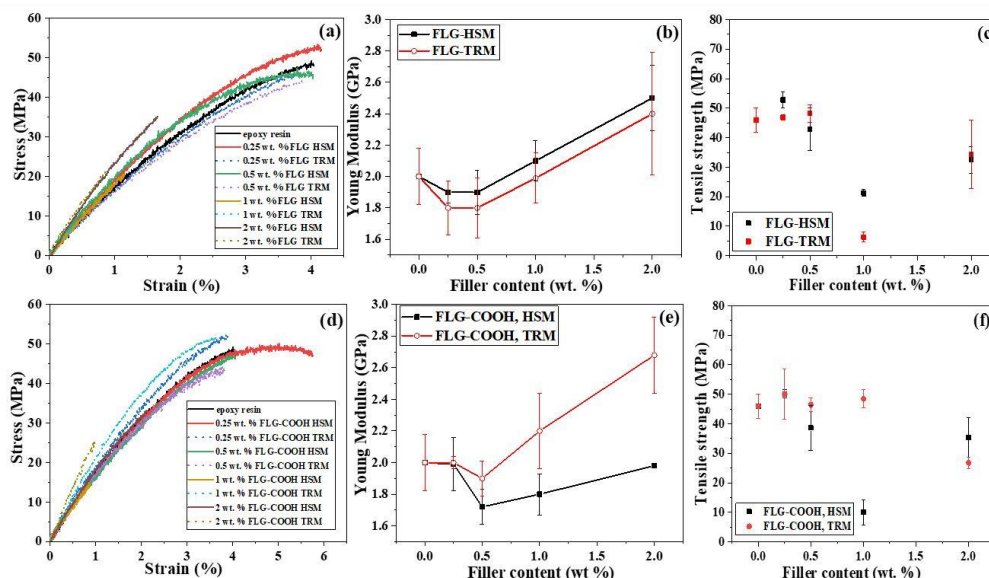 (a)
60
50
40
30
20
10
0
Stress (MPa)
epoxy resin
0.25 wt. %FLG HSM
0.25 wt. %FLG TRM
0.5 wt. %FLG HSM
0.5 wt. %FLG TRM
1 wt. %FLG HSM
1 wt. %FLG TRM
2 wt. %FLG HSM
2 wt. %FLG TRM
0 1 2 3 4
Strain (%)
(b)
3.0
2.8
2.6
2.4
2.2
2.0
1.8
1.6
Young Modulus (GPa)
FLG-HSM
FLG-TRM
0.0 0.5 1.0 1.5 2.0
Filler content (wt. %)
(c)
100
90
80
70
60
50
40
30
20
10
0
Tensile strength (MPa)
FLG-HSM
FLG-TRM
0.0 0.5 1.0 1.5 2.0
Filler content (wt. %)
(d)
60
50
40
30
20
10
0
Stress (MPa)
epoxy resin
0.25 wt. % FLG-COOH HSM
0.25 wt. % FLG-COOH TRM
0.5 wt. % FLG-COOH HSM
0.5 wt. % FLG-COOH TRM
1 wt. % FLG-COOH HSM
1 wt. % FLG-COOH TRM
2 wt. % FLG-COOH HSM
2 wt. % FLG-COOH TRM
0 1 2 3 4 5 6
Strain (%)
(e)
3.0
2.8
2.6
2.4
2.2
2.0
1.8
1.6
Young Modulus (GPa)
FLG-COOH, HSM
FLG-COOH, TRM
0.0 0.5 1.0 1.5 2.0
Filler content (wt %)
(f)
100
90
80
70
60
50
40
30
20
10
0
Tensile strength (MPa)
FLG-COOH, HSM
FLG-COOH, TRM
0.0 0.5 1.0 1.5 2.0
Filler content (wt. %)